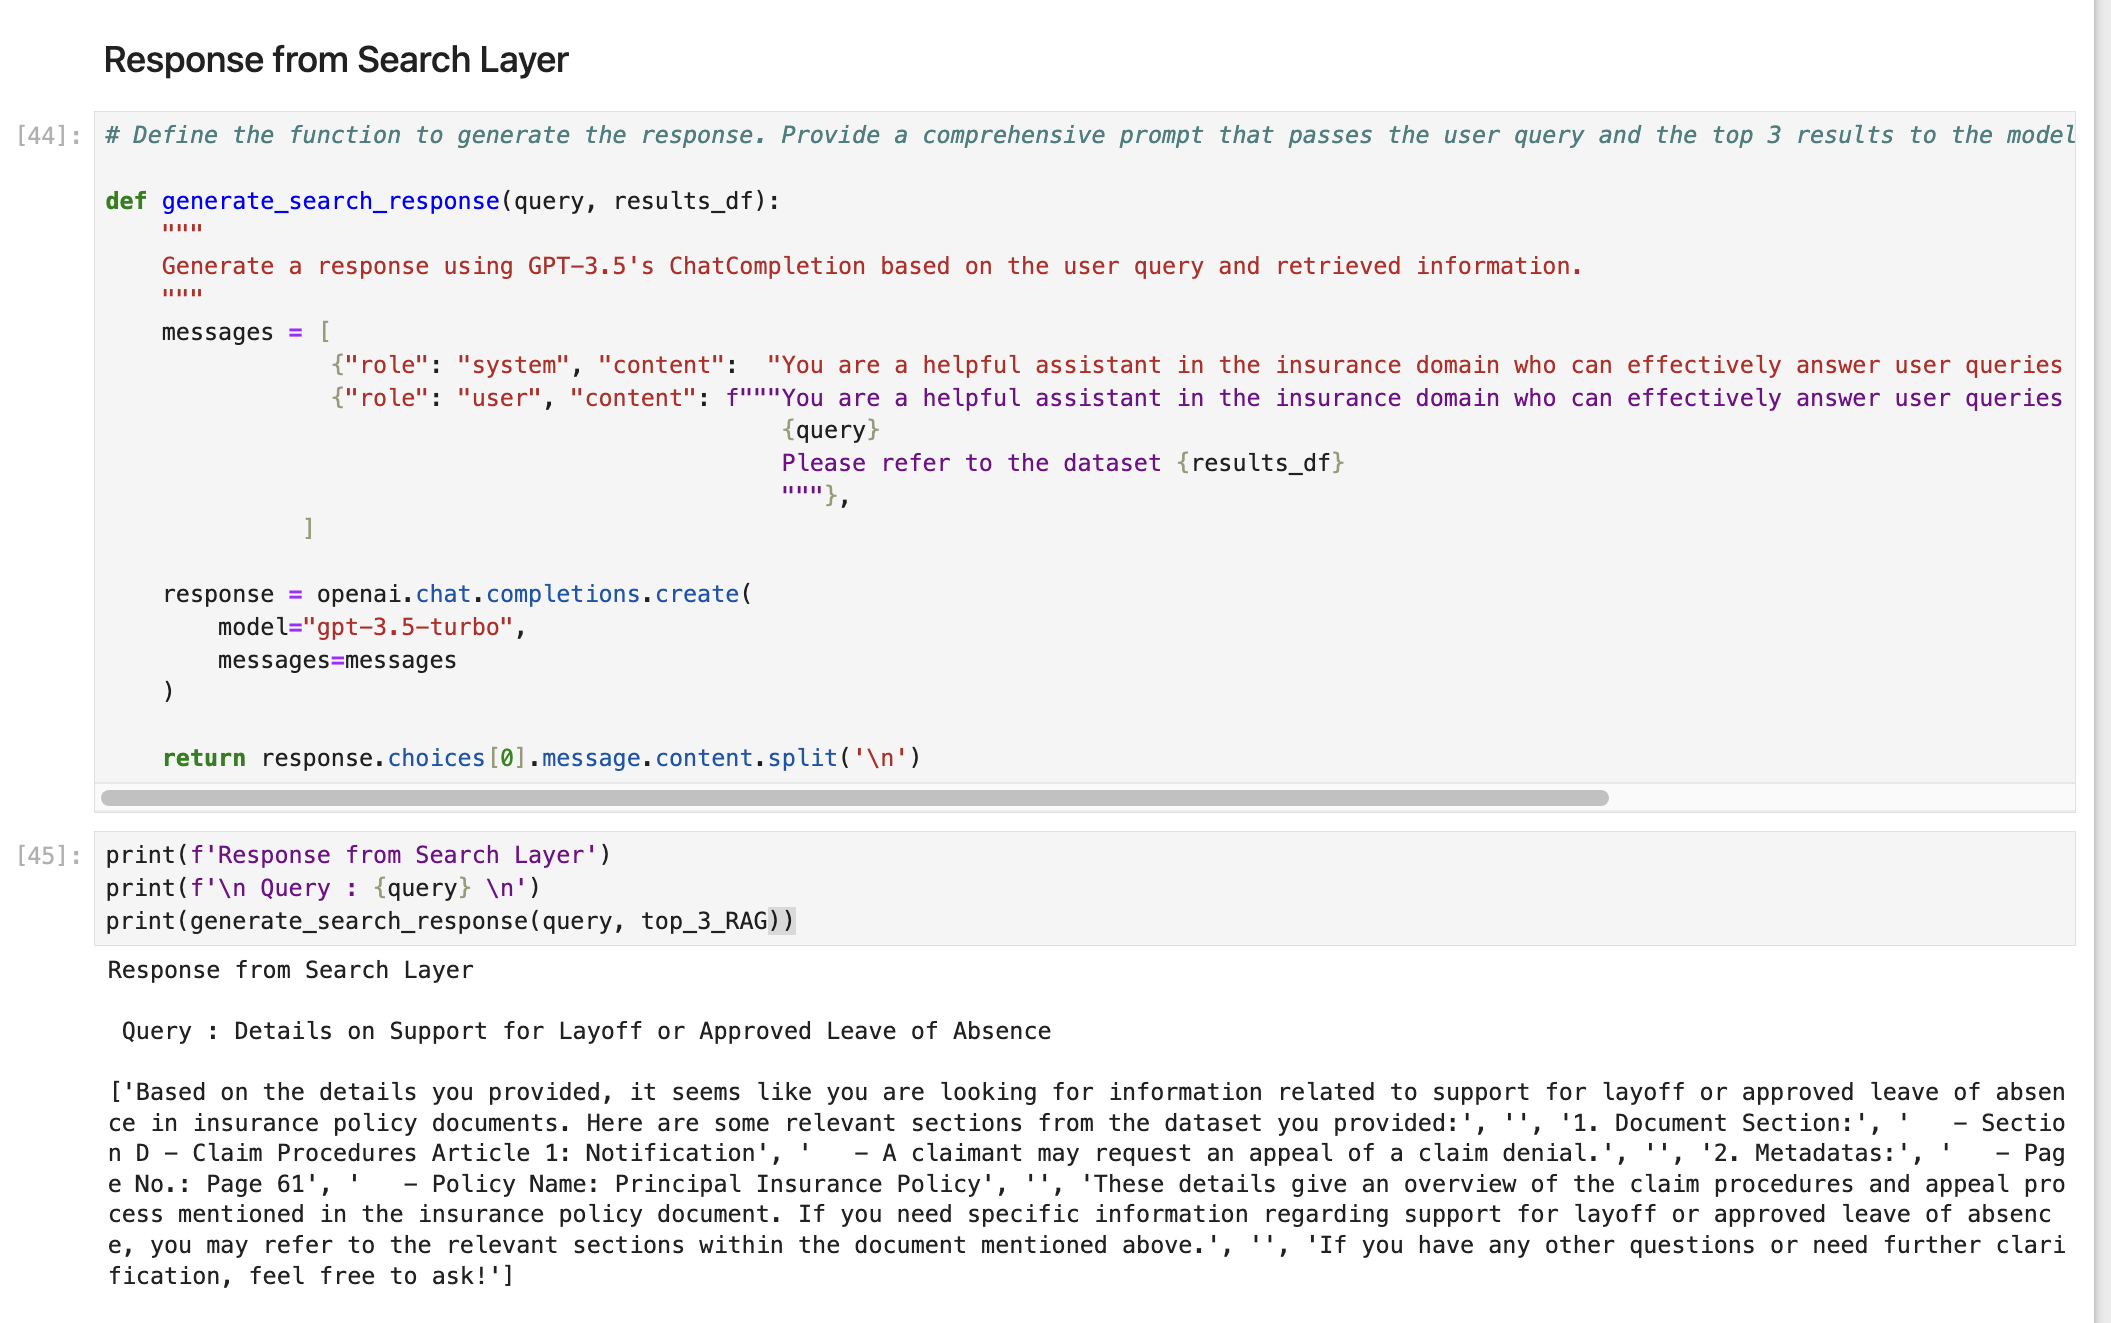 Response from Search Layer
[44]:
# Define the function to generate the response. Provide a comprehensive prompt that passes the user query and the top 3 results to the model
def generate_search_response(query, results_df):
    """
    Generate a response using GPT-3.5's ChatCompletion based on the user query and retrieved information.
    """
    messages = [
                {"role": "system", "content":  "You are a helpful assistant in the insurance domain who can effectively answer user queries
                {"role": "user", "content": f"""You are a helpful assistant in the insurance domain who can effectively answer user queries
                                                {query}
                                                Please refer to the dataset {results_df}
                                                """},
              ]
    response = openai.chat.completions.create(
        model="gpt-3.5-turbo",
        messages=messages
    )
    return response.choices[0].message.content.split('\n')
[45]:
print(f'Response from Search Layer')
print(f'\n Query : {query} \n')
print(generate_search_response(query, top_3_RAG))
Response from Search Layer
 Query : Details on Support for Layoff or Approved Leave of Absence
['Based on the details you provided, it seems like you are looking for information related to support for layoff or approved leave of absen
ce in insurance policy documents. Here are some relevant sections from the dataset you provided:', '', '1. Document Section:', '   – Sectio
n D – Claim Procedures Article 1: Notification', '   – A claimant may request an appeal of a claim denial.', '', '2. Metadatas:', '   – Pag
e No.: Page 61', '   – Policy Name: Principal Insurance Policy', '', 'These details give an overview of the claim procedures and appeal pro
cess mentioned in the insurance policy document. If you need specific information regarding support for layoff or approved leave of absenc
e, you may refer to the relevant sections within the document mentioned above.', '', 'If you have any other questions or need further clari
fication, feel free to ask!']